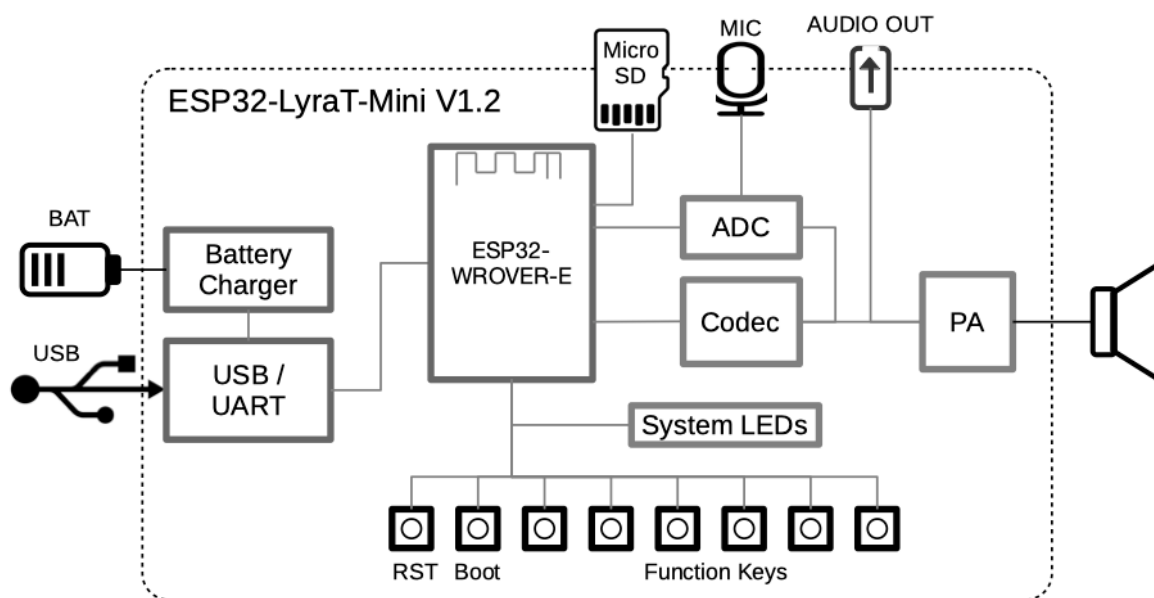 Micro
SD
MIC
AUDIO OUT
ESP32-LyraT-Mini V1.2
BAT
Battery
Charger
ESP32-
WROVER-E
ADC
Codec
PA
USB
USB /
UART
System LEDs
RST
Boot
Function Keys